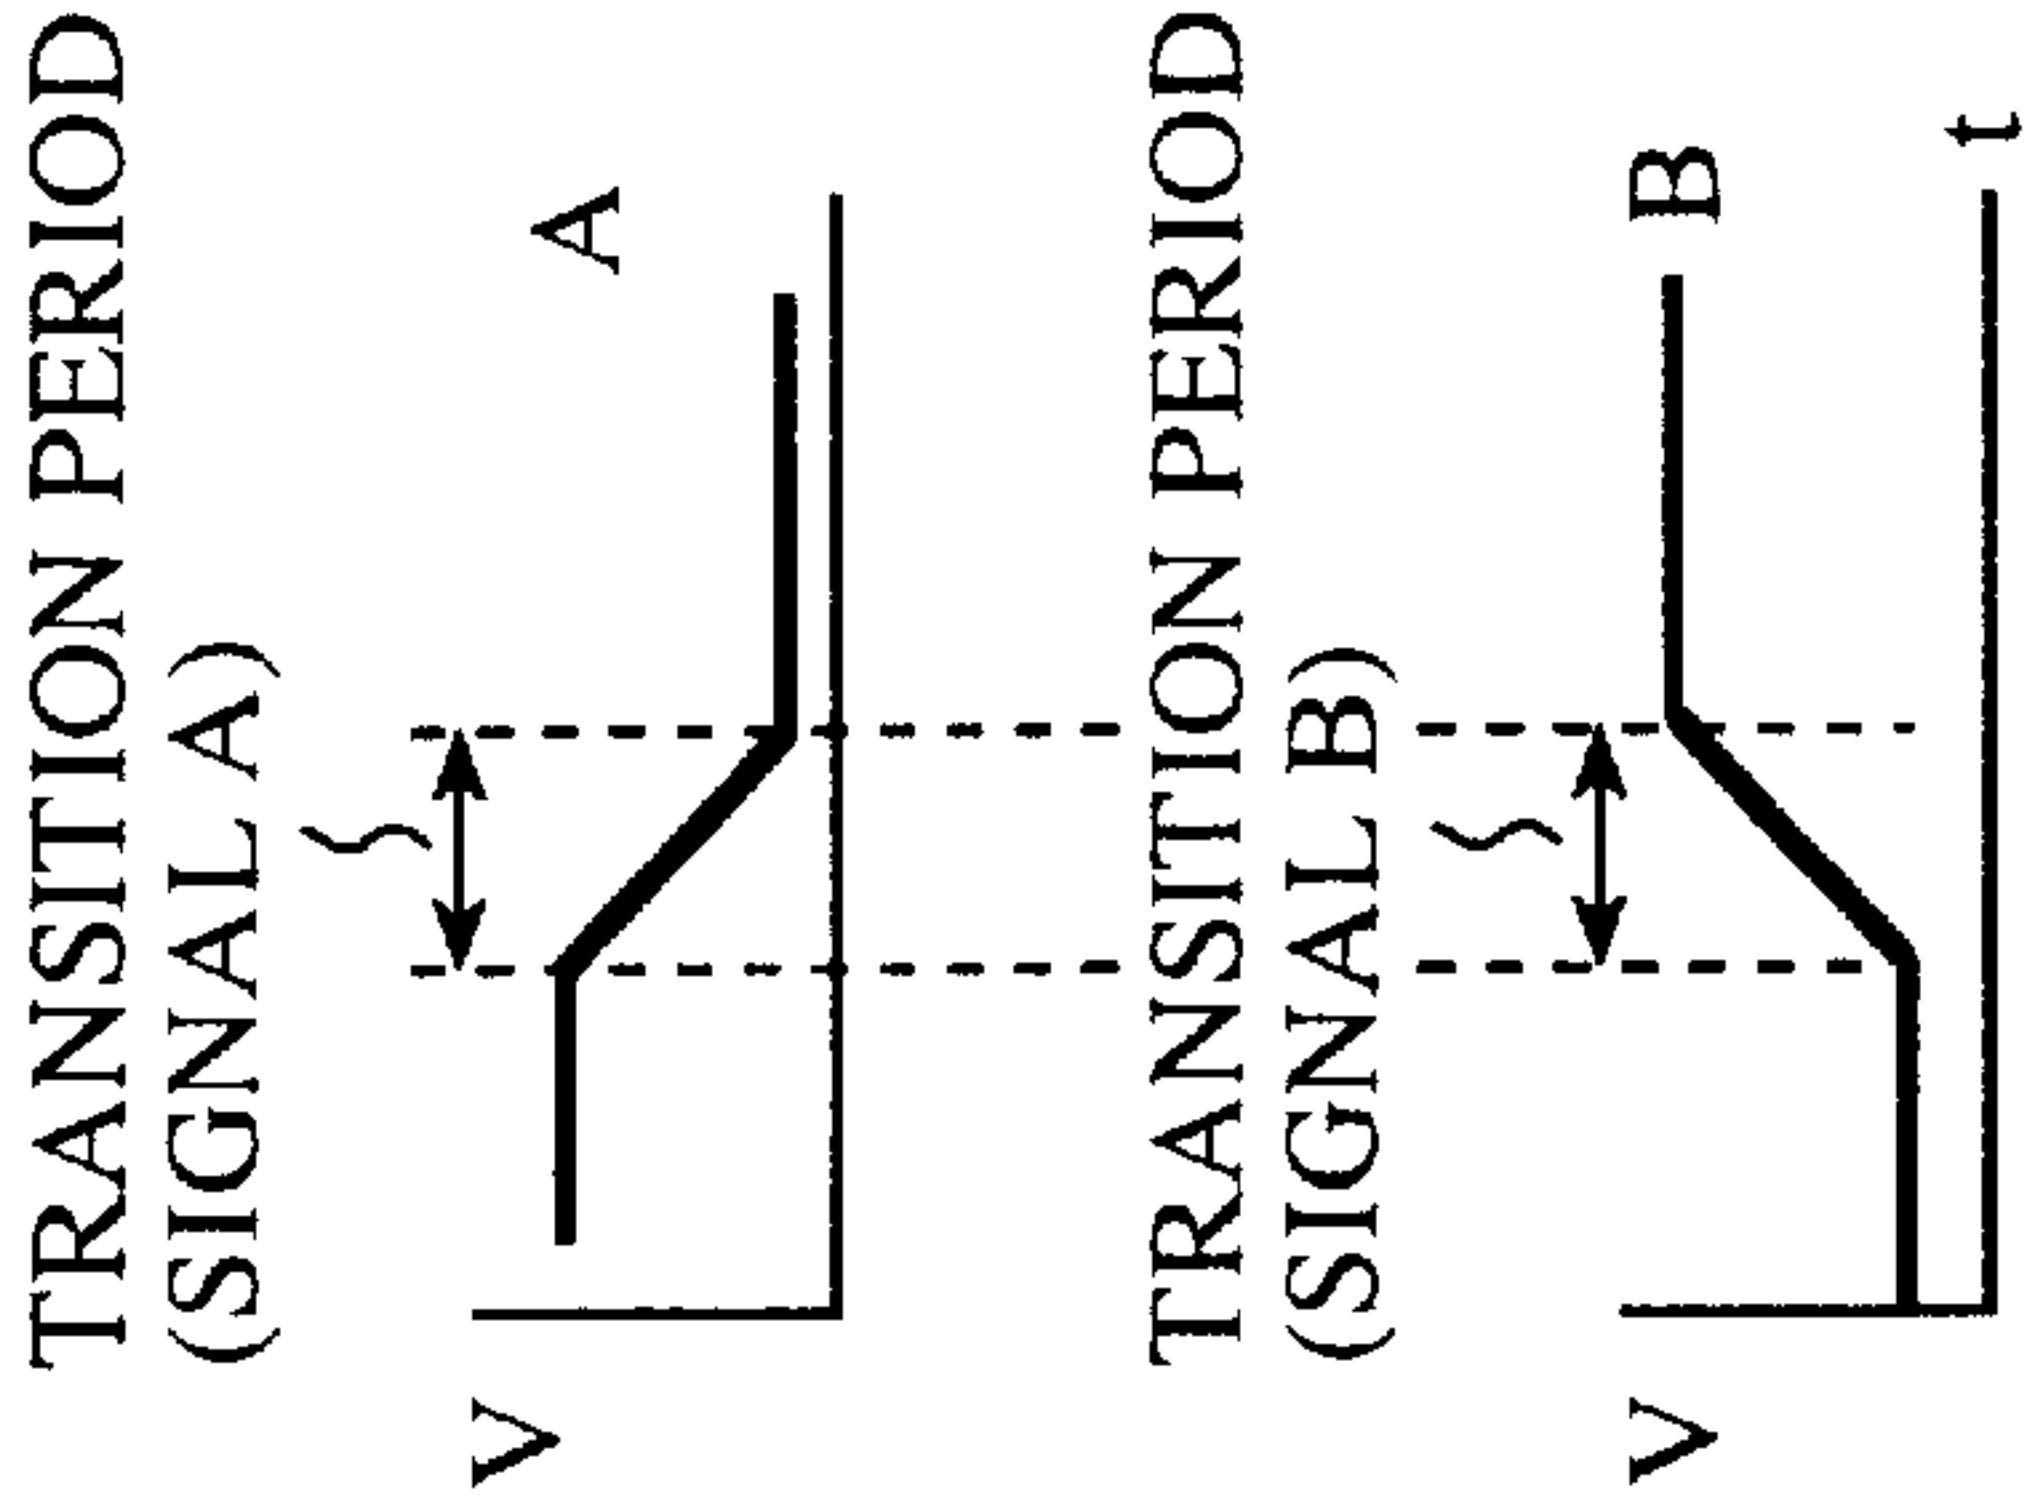 TRANSITION PERIOD
(SIGNAL A)
V
A
TRANSITION PERIOD
(SIGNAL B)
V
B
t